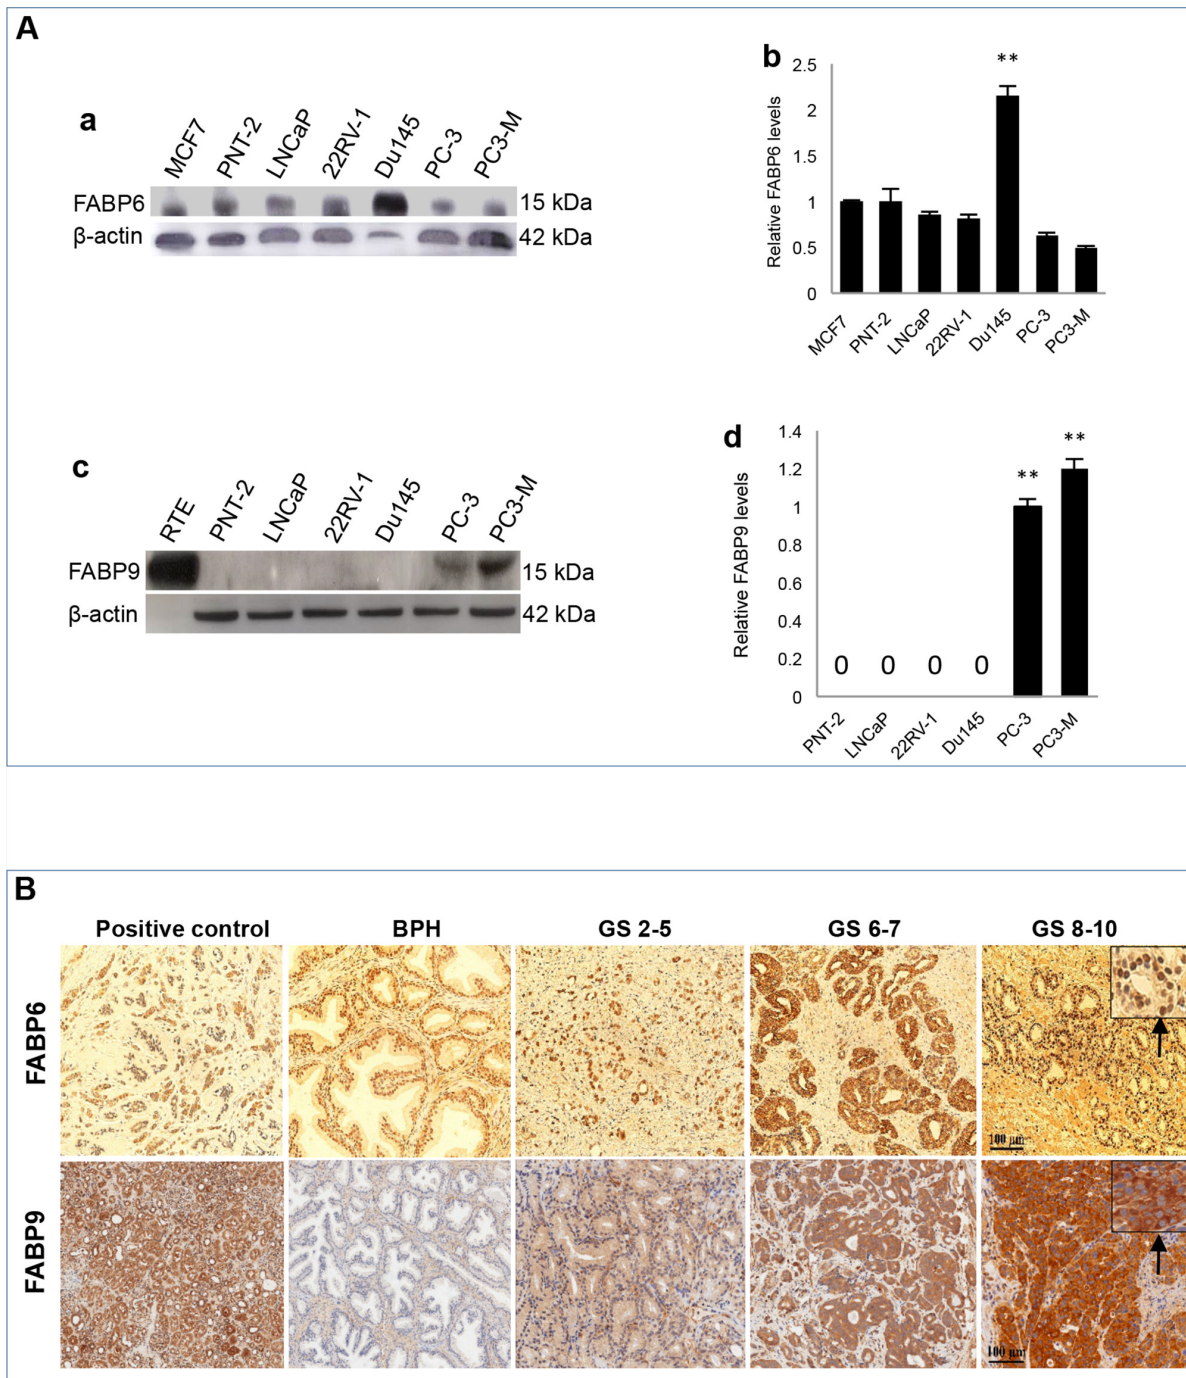 A
a
MCF7 PNT-2 LNCaP 22RV-1 Du145 PC-3 PC3-M
FABP6 15 kDa
β-actin 42 kDa
b
Relative FABP6 levels
2.5
2
1.5
1
0.5
0
**
MCF7 PNT-2 LNCaP 22RV-1 Du145 PC-3 PC3-M
c
RTE PNT-2 LNCaP 22RV-1 Du145 PC-3 PC3-M
FABP9 15 kDa
β-actin 42 kDa
d
Relative FABP9 levels
1.4
1.2
1
0.8
0.6
0.4
0.2
0
** **
0 0 0 0
PNT-2 LNCaP 22RV-1 Du145 PC-3 PC3-M
B
Positive control BPH GS 2-5 GS 6-7 GS 8-10
FABP6
100 µm
FABP9
100 µm